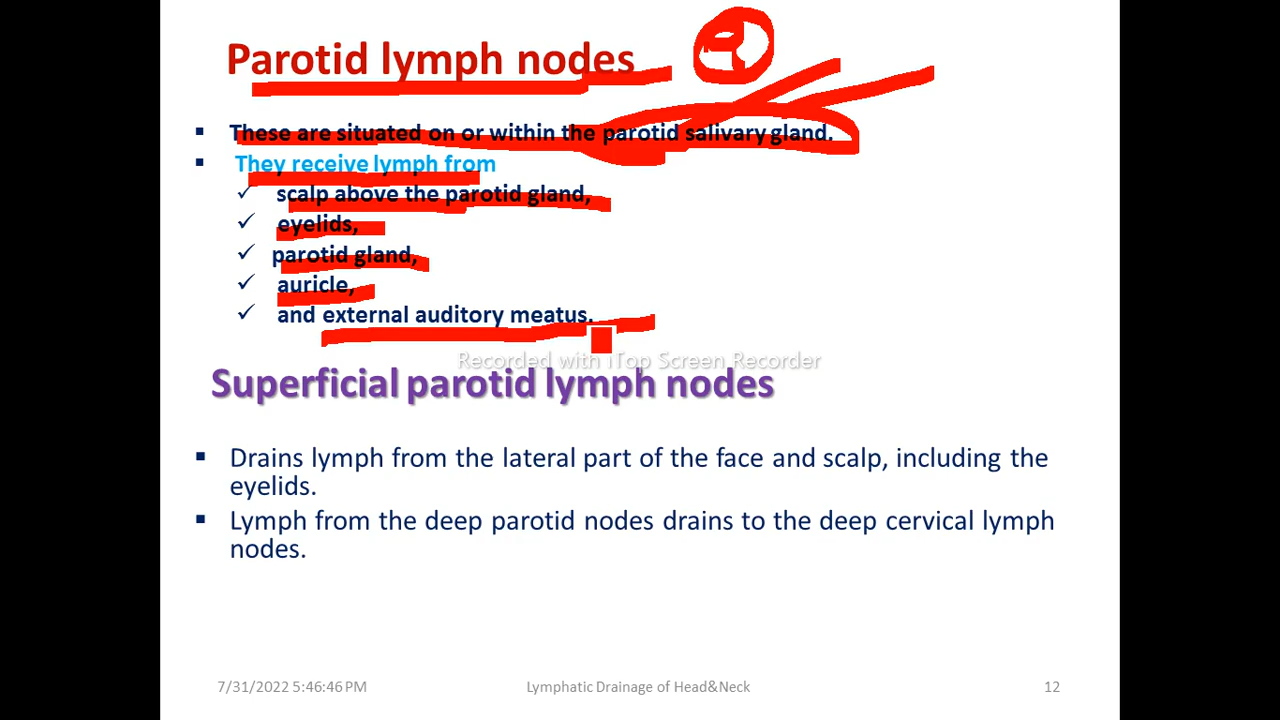 Parotid lymph nodes
▪ These are situated on or within the parotid salivary gland.
▪ They receive lymph from
✓ scalp above the parotid gland,
✓ eyelids,
✓ parotid gland,
✓ auricle,
✓ and external auditory meatus.
Recorded with iTop Screen Recorder
Superficial parotid lymph nodes
▪ Drains lymph from the lateral part of the face and scalp, including the
eyelids.
▪ Lymph from the deep parotid nodes drains to the deep cervical lymph
nodes.
7/31/2022 5:46:46 PM Lymphatic Drainage of Head&Neck 12